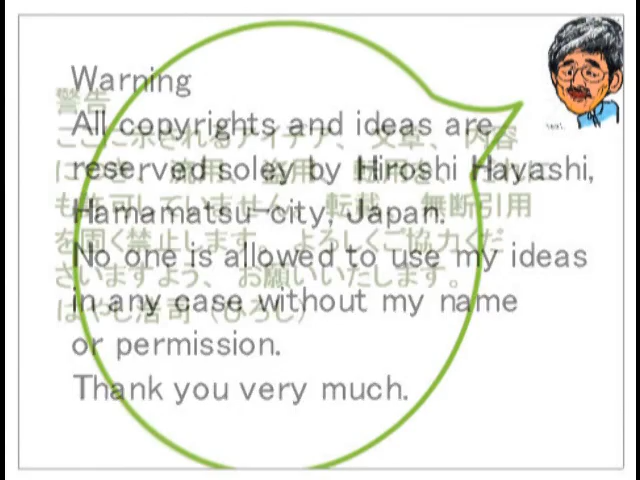 Warning
All copyrights and ideas are
reserved soley by Hiroshi Hayashi,
Hamamatsu-city, Japan.
No one is allowed to use my ideas
in any case without my name
or permission.
Thank you very much.
警告
ここに示されるアイデア、文章、内容
も許可していません。転載、無断引用
を固く禁止します。よろしくご協力くだ
さいますよう、お願いいたします。
はやし浩司（ひろし）